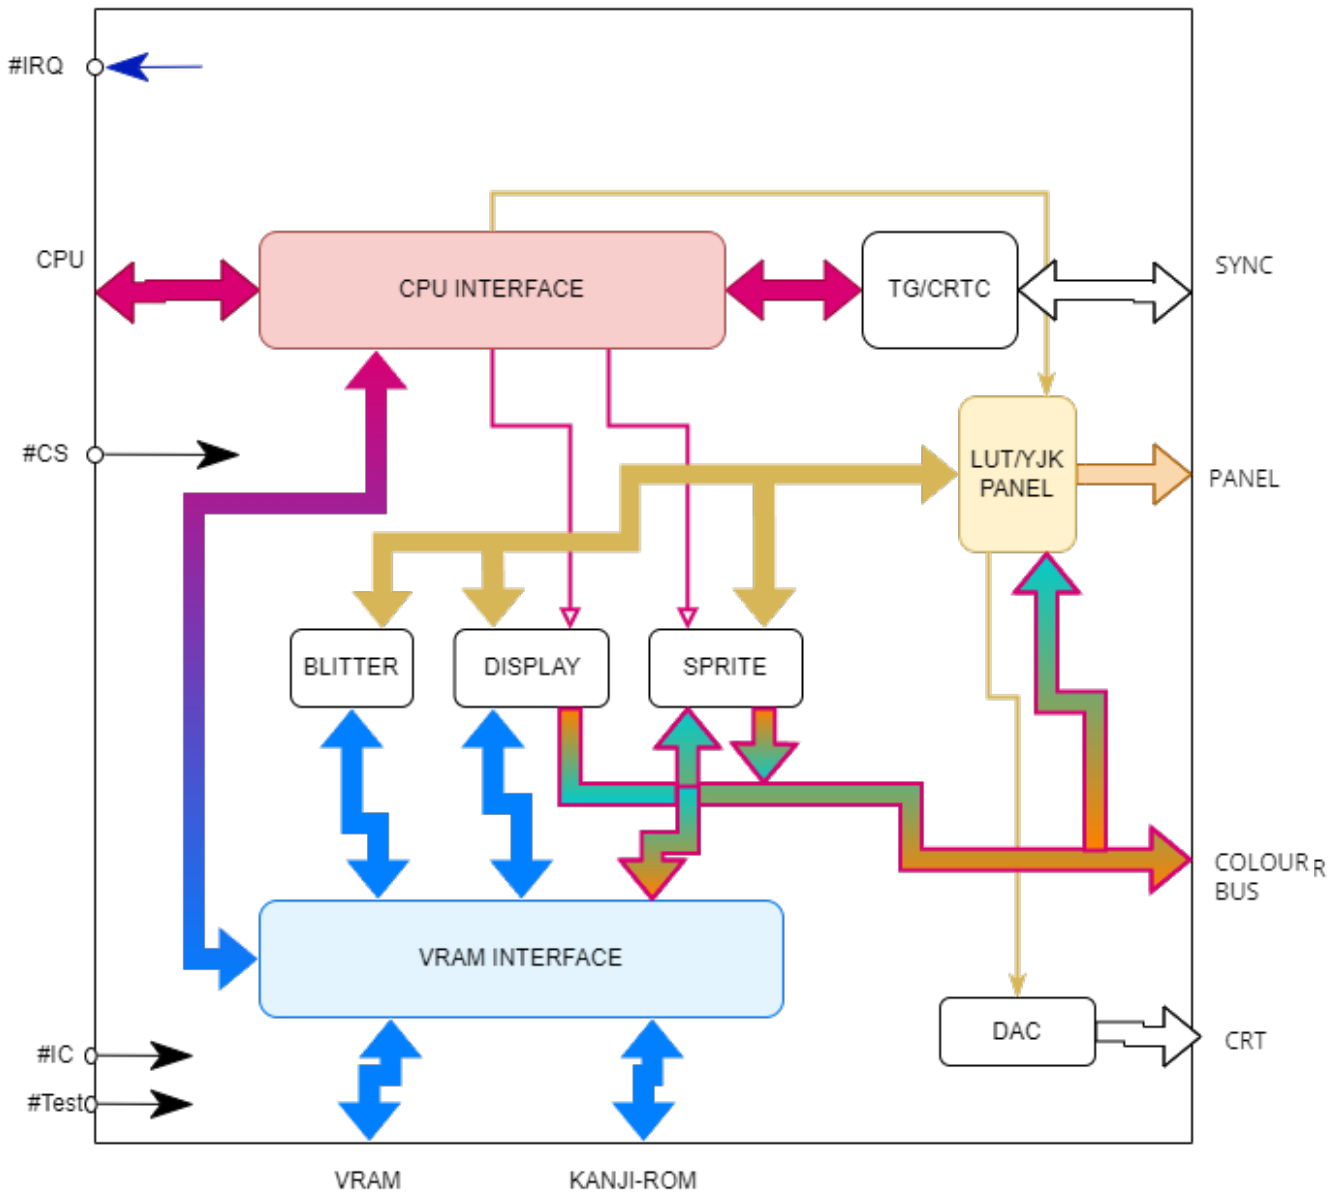 #IRQ
CPU
CPU INTERFACE
TG/CRTC
SYNC
#CS
LUT/YJK
PANEL
PANEL
BLITTER
DISPLAY
SPRITE
COLOUR R
BUS
VRAM INTERFACE
DAC
CRT
#IC
#Test
VRAM
KANJI-ROM